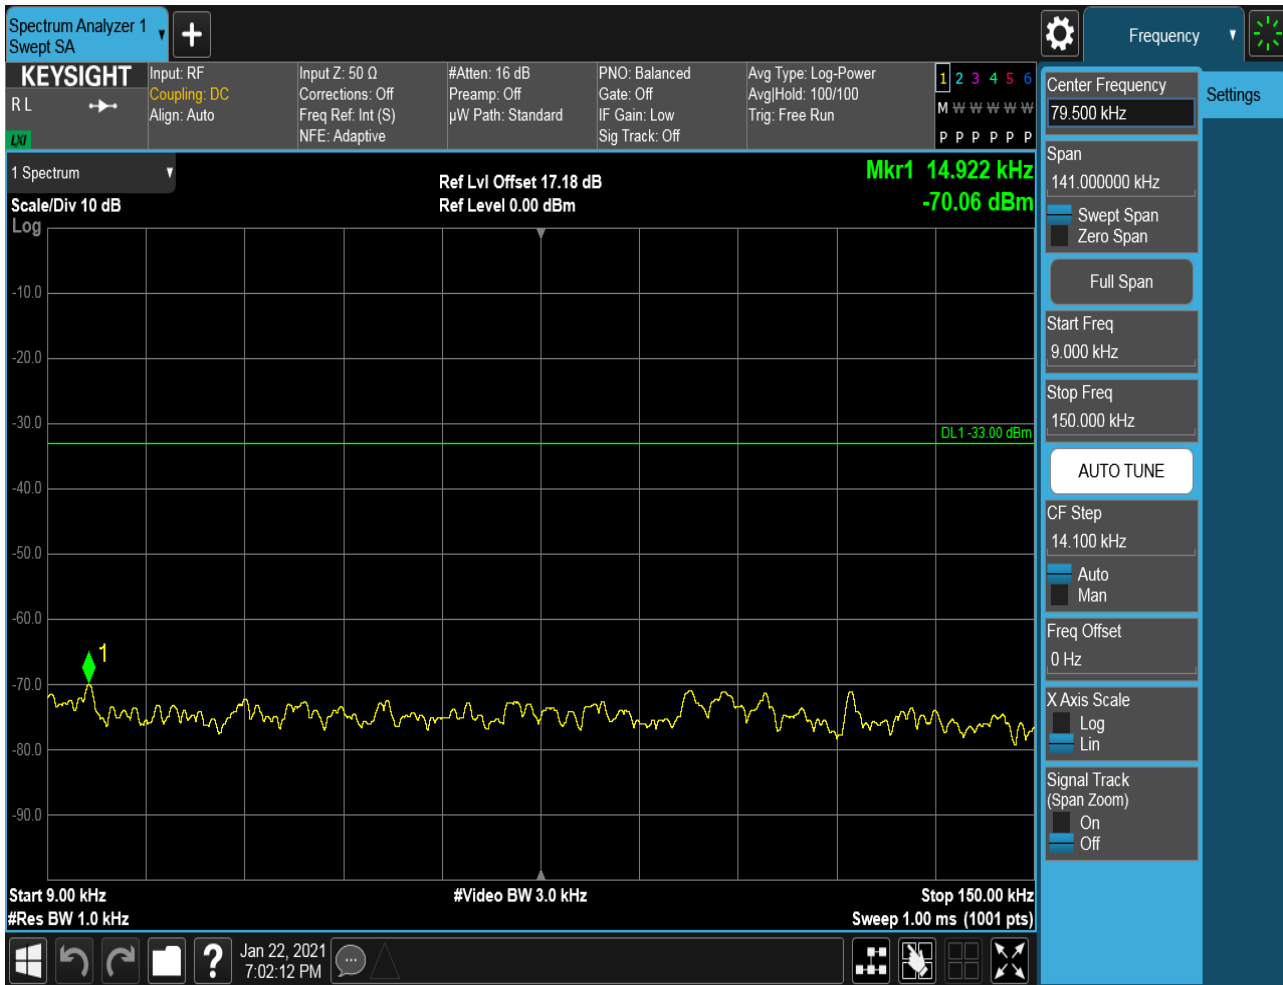 Spectrum Analyzer 1
Swept SA
+
Frequency
KEYSIGHT
R L
LXI
Input: RF
Coupling: DC
Align: Auto
Input Z: 50 Ω
Corrections: Off
Freq Ref: Int (S)
NFE: Adaptive
#Atten: 16 dB
Preamp: Off
µW Path: Standard
PNO: Balanced
Gate: Off
IF Gain: Low
Sig Track: Off
Avg Type: Log-Power
Avg|Hold: 100/100
Trig: Free Run
1 2 3 4 5 6
M W W W W W
P P P P P P
1 Spectrum
Scale/Div 10 dB
Log
Ref Lvl Offset 17.18 dB
Ref Level 0.00 dBm
Mkr1 14.922 kHz
-70.06 dBm
-10.0
-20.0
-30.0
DL1 -33.00 dBm
-40.0
-50.0
-60.0
1
-70.0
-80.0
-90.0
Start 9.00 kHz
#Res BW 1.0 kHz
#Video BW 3.0 kHz
Stop 150.00 kHz
Sweep 1.00 ms (1001 pts)
?
Jan 22, 2021
7:02:12 PM
Center Frequency
79.500 kHz
Span
141.000000 kHz
Swept Span
Zero Span
Full Span
Start Freq
9.000 kHz
Stop Freq
150.000 kHz
AUTO TUNE
CF Step
14.100 kHz
Auto
Man
Freq Offset
0 Hz
X Axis Scale
Log
Lin
Signal Track
(Span Zoom)
On
Off
Settings